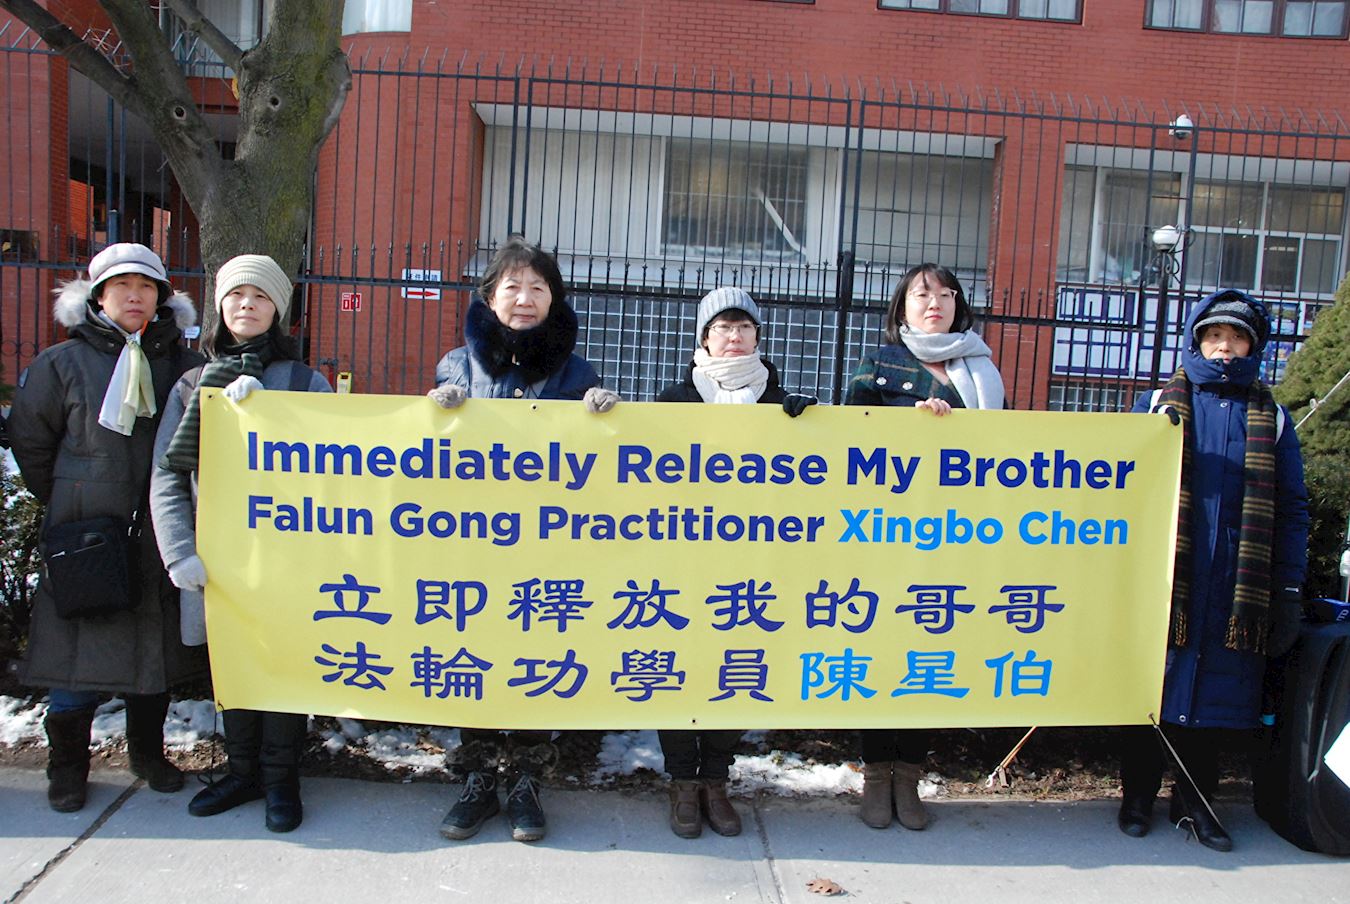 Immediately Release My Brother
Falun Gong Practitioner Xingbo Chen
立即釋放我的哥哥
法輪功學員陳星伯